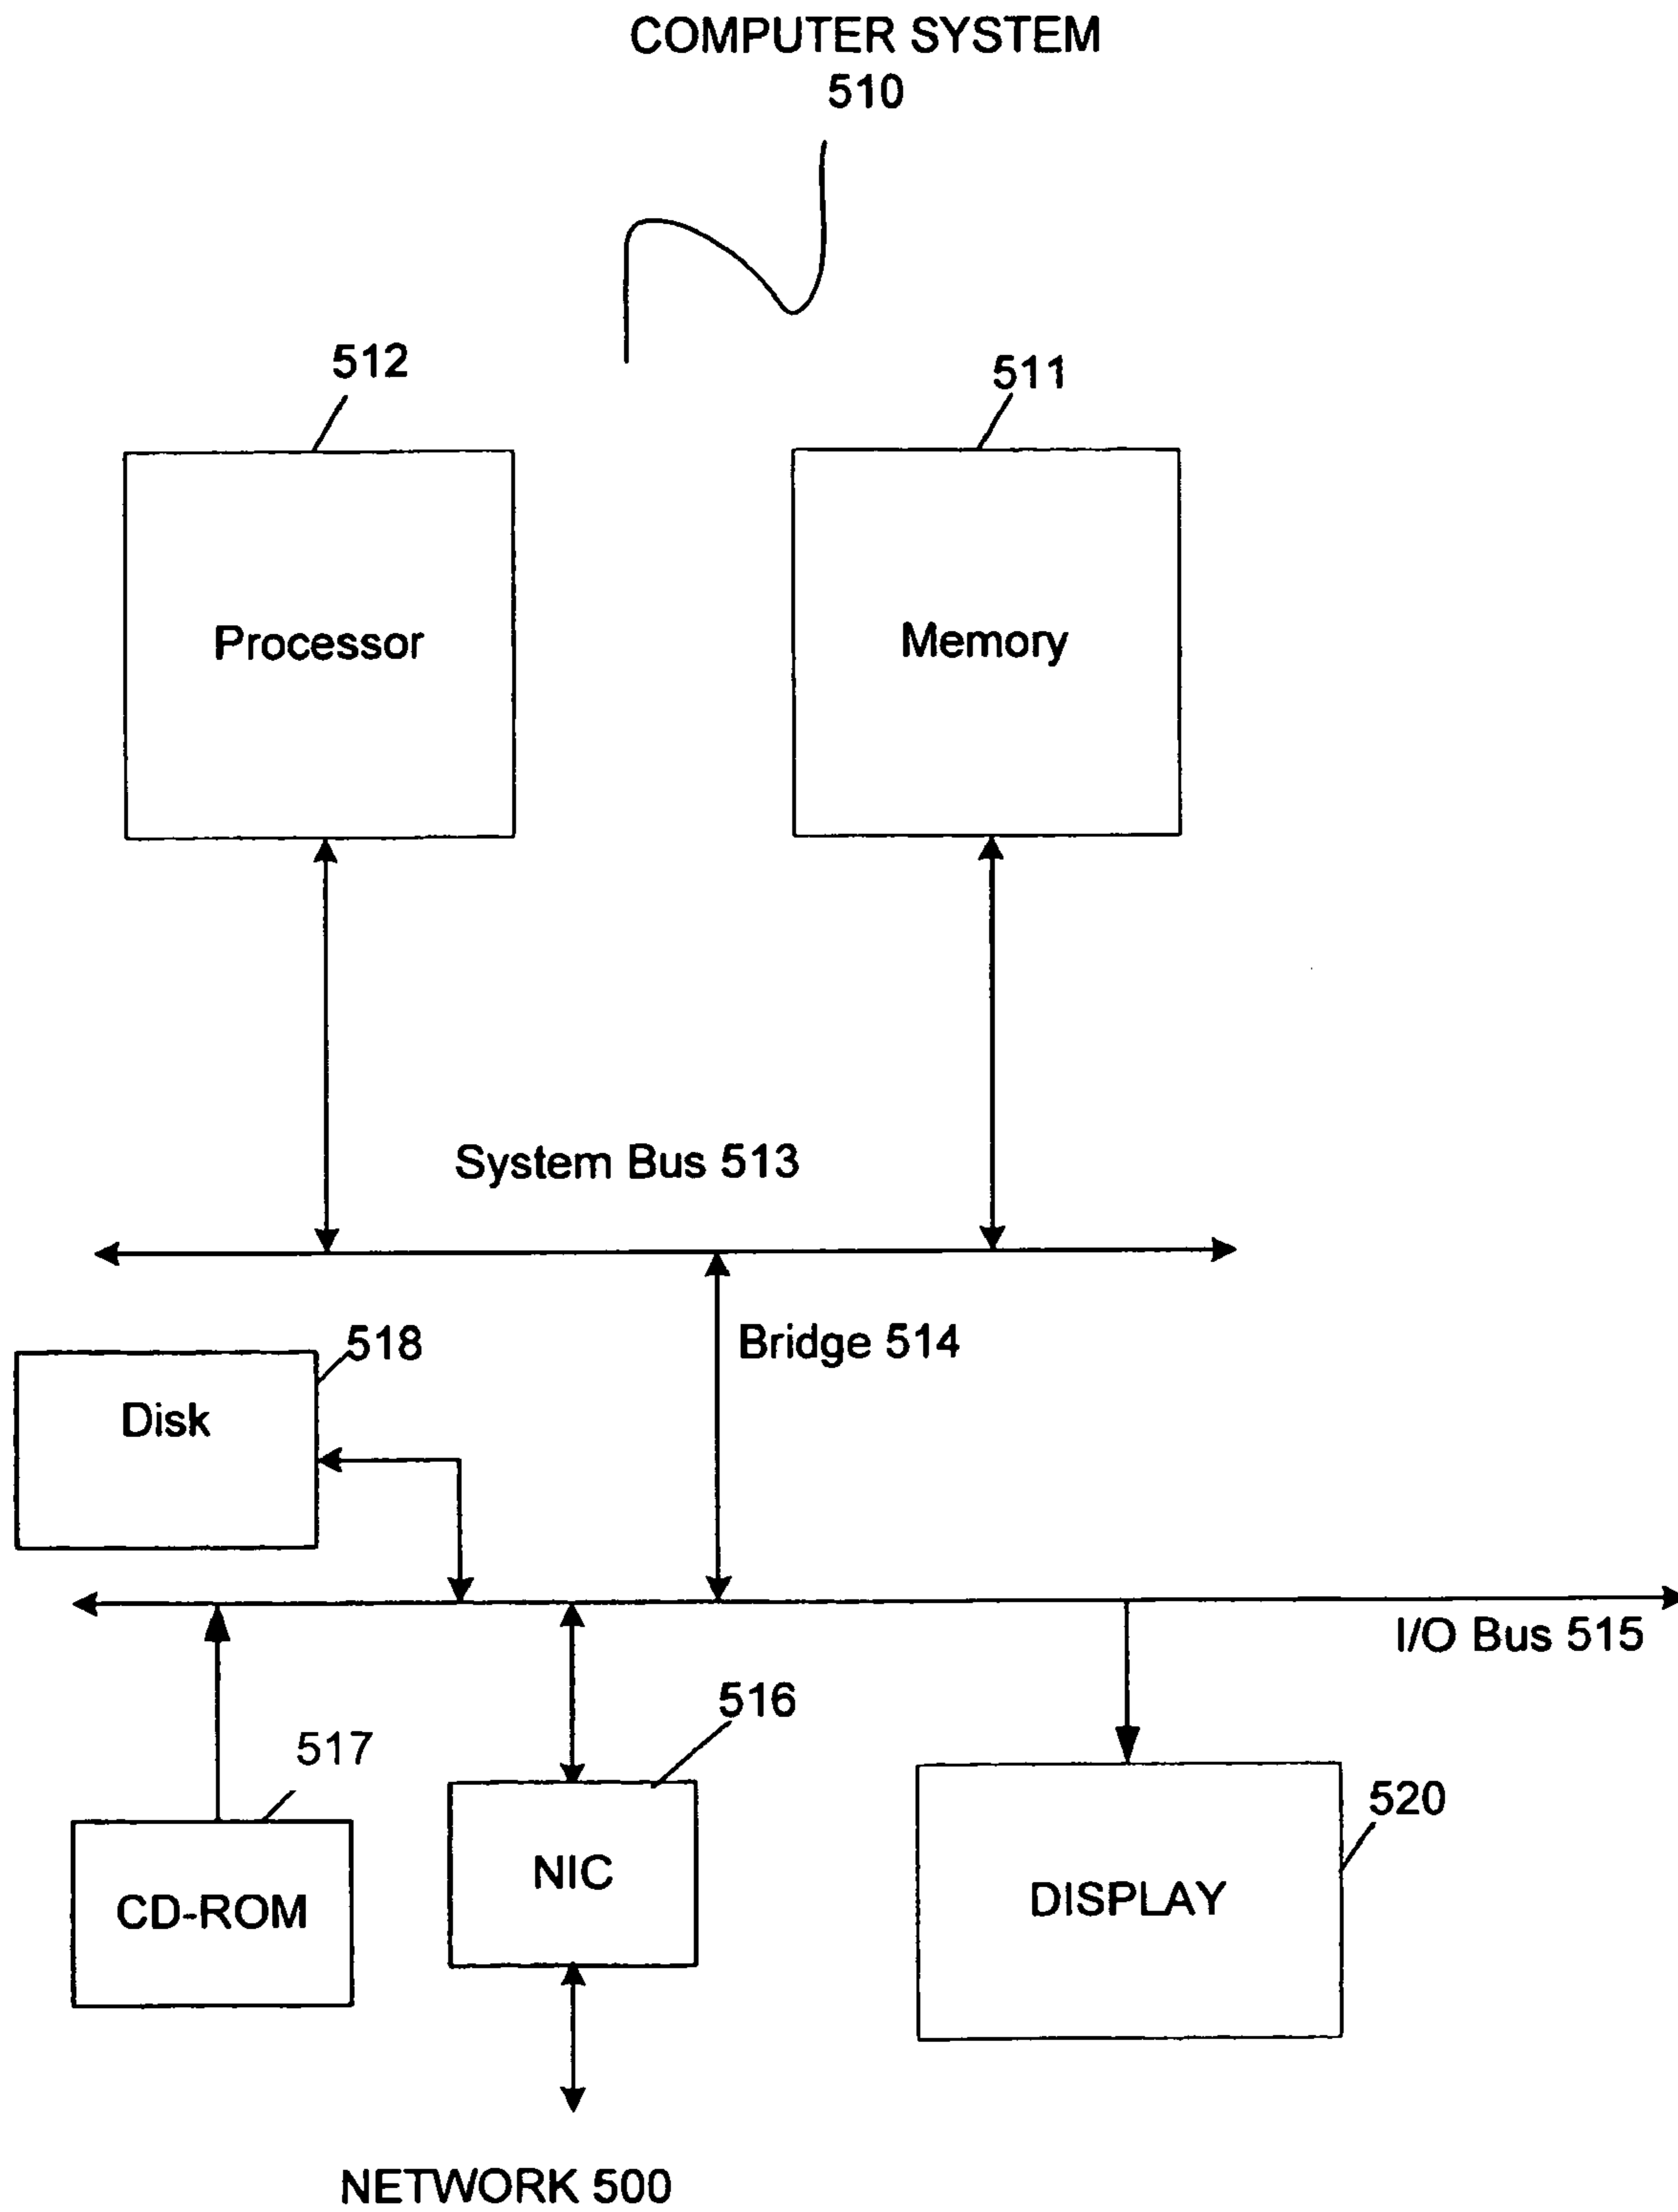 COMPUTER SYSTEM
510
512
511
Processor
Memory
System Bus 513
518
Bridge 514
Disk
I/O Bus 515
516
517
520
NIC
CD-ROM
DISPLAY
NETWORK 500